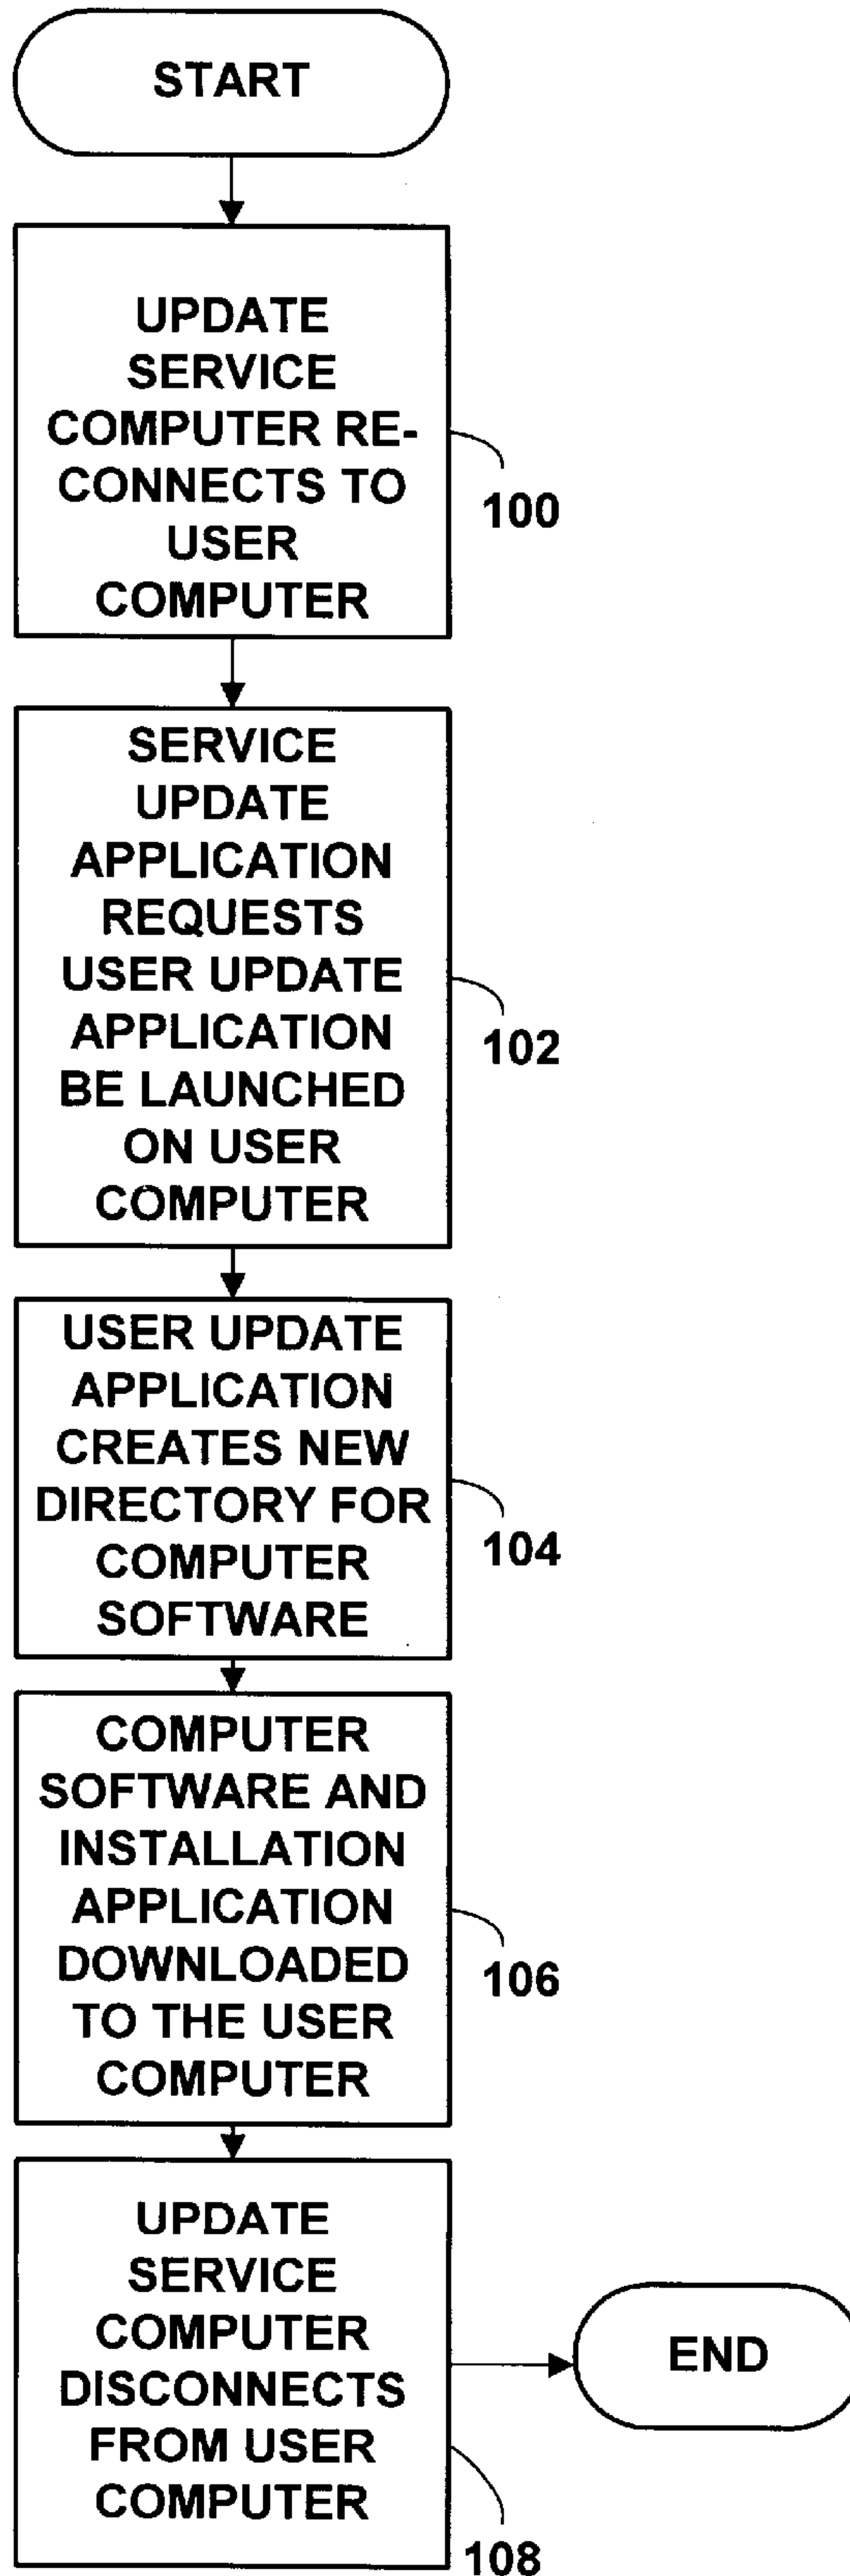 START
UPDATE
SERVICE
COMPUTER RE-
CONNECTS TO
USER
COMPUTER
100
SERVICE
UPDATE
APPLICATION
REQUESTS
USER UPDATE
APPLICATION
BE LAUNCHED
ON USER
COMPUTER
102
USER UPDATE
APPLICATION
CREATES NEW
DIRECTORY FOR
COMPUTER
SOFTWARE
104
COMPUTER
SOFTWARE AND
INSTALLATION
APPLICATION
DOWNLOADED
TO THE USER
COMPUTER
106
UPDATE
SERVICE
COMPUTER
DISCONNECTS
FROM USER
COMPUTER
108
END